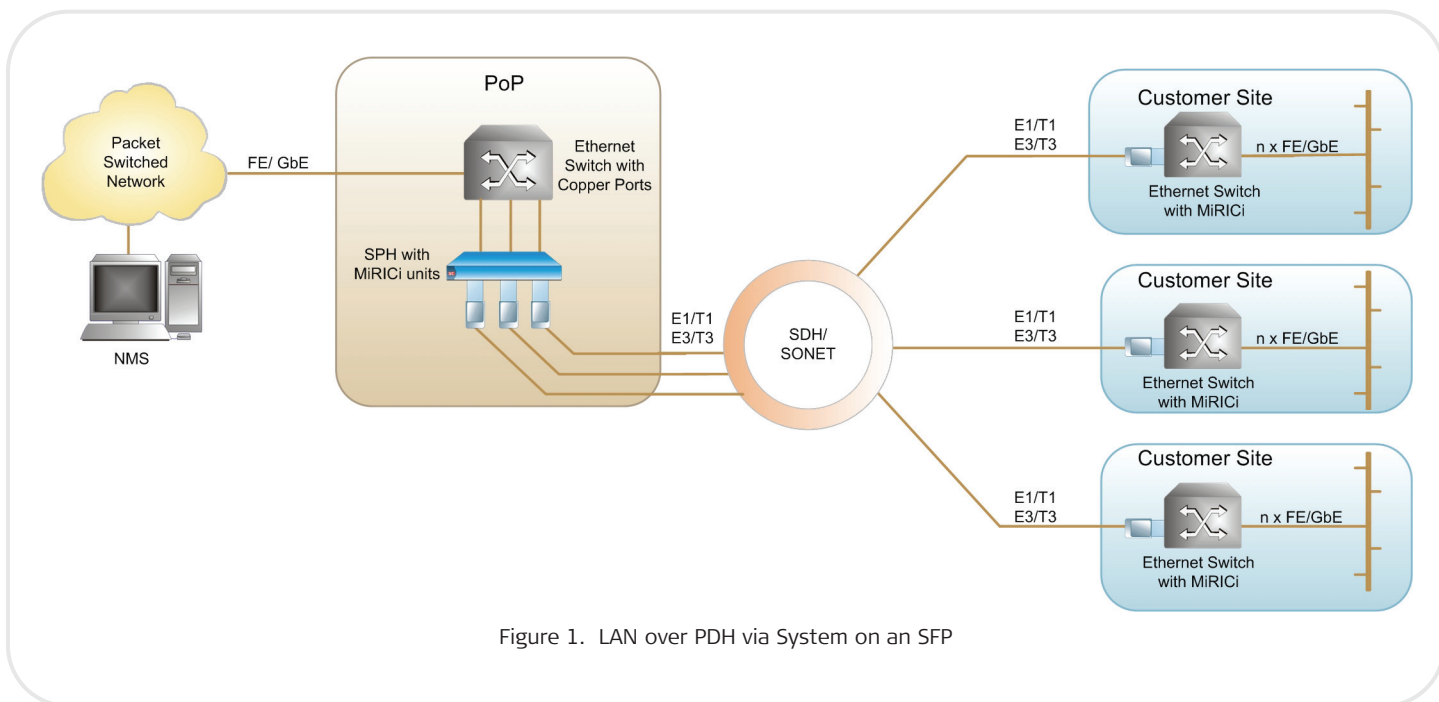 PoP
Packet
Switched
Network
FE/ GbE
Ethernet
Switch with
Copper Ports
SPH with
MiRICi units
NMS
E1/T1
E3/T3
SDH/
SONET
E1/T1
E3/T3
Customer Site
n x FE/GbE
Ethernet Switch
with MiRICi
E1/T1
E3/T3
Customer Site
n x FE/GbE
Ethernet Switch
with MiRICi
E1/T1
E3/T3
Customer Site
n x FE/GbE
Ethernet Switch
with MiRICi
Figure 1. LAN over PDH via System on an SFP